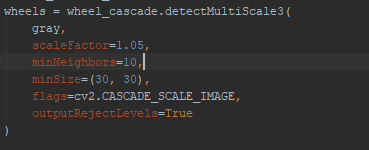 wheels = wheel_cascade.detectMultiScale3(
    gray,
    scaleFactor=1.05,
    minNeighbors=10,
    minSize=(30, 30),
    flags=cv2.CASCADE_SCALE_IMAGE,
    outputRejectLevels=True
)